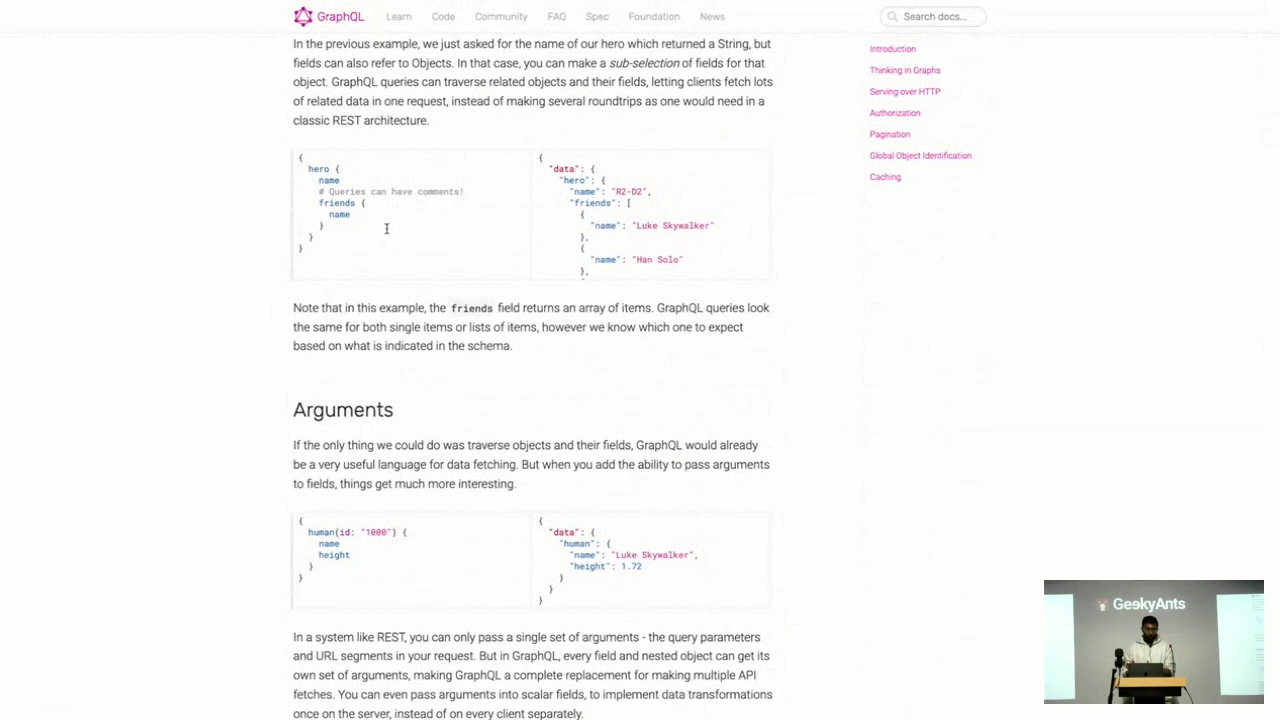 GraphQL Learn Code Community FAQ Spec Foundation News Search docs...
In the previous example, we just asked for the name of our hero which returned a String, but
fields can also refer to Objects. In that case, you can make a sub-selection of fields for that
object. GraphQL queries can traverse related objects and their fields, letting clients fetch lots
of related data in one request, instead of making several roundtrips as one would need in a
classic REST architecture.
{
hero {
name
# Queries can have comments!
friends {
name
}
}
}
{
"data": {
"hero": {
"name": "R2-D2",
"friends": [
{
"name": "Luke Skywalker"
},
{
"name": "Han Solo"
},
Note that in this example, the friends field returns an array of items. GraphQL queries look
the same for both single items or lists of items, however we know which one to expect
based on what is indicated in the schema.
Arguments
If the only thing we could do was traverse objects and their fields, GraphQL would already
be a very useful language for data fetching. But when you add the ability to pass arguments
to fields, things get much more interesting.
{
human(id: "1000") {
name
height
}
}
{
"data": {
"human": {
"name": "Luke Skywalker",
"height": 1.72
}
}
}
In a system like REST, you can only pass a single set of arguments - the query parameters
and URL segments in your request. But in GraphQL, every field and nested object can get its
own set of arguments, making GraphQL a complete replacement for making multiple API
fetches. You can even pass arguments into scalar fields, to implement data transformations
once on the server, instead of on every client separately.
Introduction
Thinking in Graphs
Serving over HTTP
Authorization
Pagination
Global Object Identification
Caching
GeekyAnts